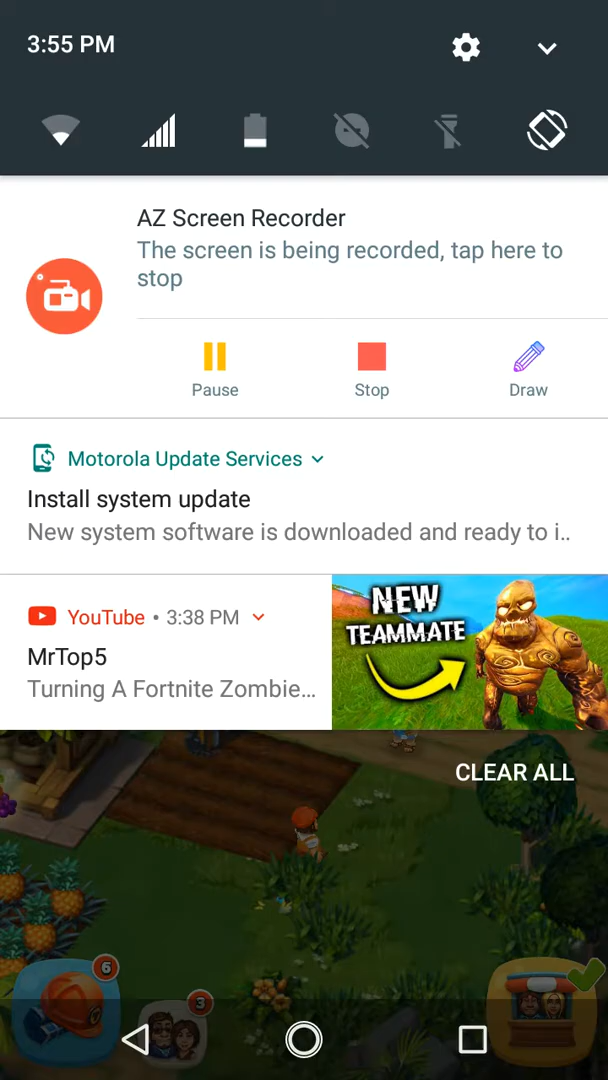 3:55 PM
AZ Screen Recorder
The screen is being recorded, tap here to
stop
Pause
Stop
Draw
Motorola Update Services
Install system update
New system software is downloaded and ready to i..
YouTube • 3:38 PM
MrTop5
Turning A Fortnite Zombie...
NEW
TEAMMATE
CLEAR ALL
6
3